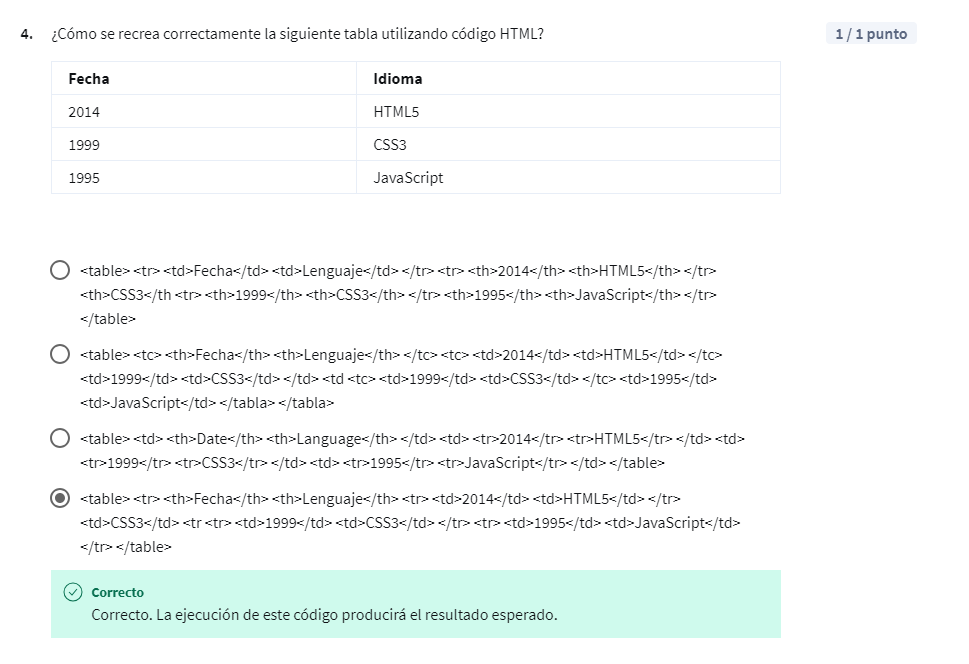 4. ¿Cómo se recrea correctamente la siguiente tabla utilizando código HTML? 1 / 1 punto
Fecha Idioma
2014 HTML5
1999 CSS3
1995 JavaScript
<table> <tr> <td>Fecha</td> <td>Lenguaje</td> </tr> <tr> <th>2014</th> <th>HTML5</th> </tr>
<th>CSS3</th <tr> <th>1999</th> <th>CSS3</th> </tr> <th>1995</th> <th>JavaScript</th> </tr>
</table>
<table> <tc> <th>Fecha</th> <th>Lenguaje</th> </tc> <tc> <td>2014</td> <td>HTML5</td> </tc>
<td>1999</td> <td>CSS3</td> </td> <td <tc> <td>1999</td> <td>CSS3</td> </tc> <td>1995</td>
<td>JavaScript</td> </tabla> </tabla>
<table> <td> <th>Date</th> <th>Language</th> </td> <td> <tr>2014</tr> <tr>HTML5</tr> </td> <td>
<tr>1999</tr> <tr>CSS3</tr> </td> <td> <tr>1995</tr> <tr>JavaScript</tr> </td> </table>
<table> <tr> <th>Fecha</th> <th>Lenguaje</th> <tr> <td>2014</td> <td>HTML5</td> </tr>
<td>CSS3</td> <tr <tr> <td>1999</td> <td>CSS3</td> </tr> <tr> <td>1995</td> <td>JavaScript</td>
</tr> </table>
Correcto
Correcto. La ejecución de este código producirá el resultado esperado.